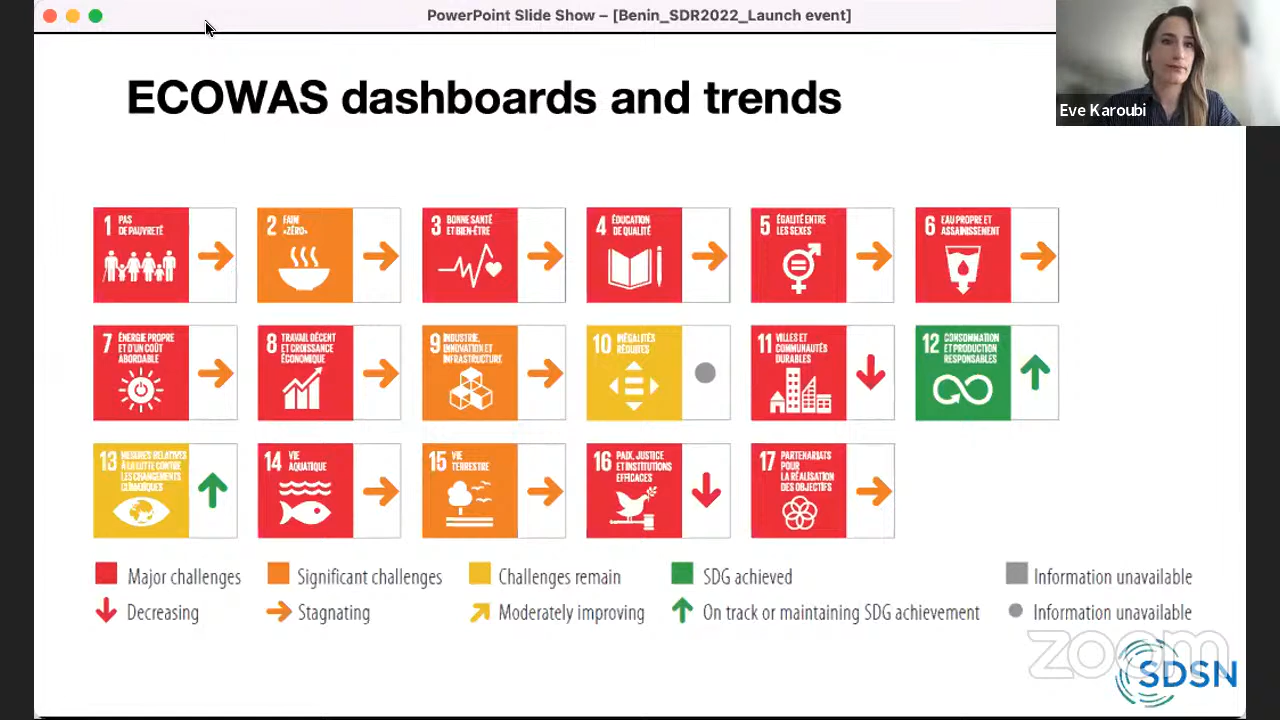 PowerPoint Slide Show – [Benin_SDR2022_Launch event]
Eve Karoubi
ECOWAS dashboards and trends
1 PAS
DE PAUVRETÉ
2 FAIM
«ZÉRO»
3 BONNE SANTÉ
ET BIEN-ÊTRE
4 ÉDUCATION
DE QUALITÉ
5 ÉGALITÉ ENTRE
LES SEXES
6 EAU PROPRE ET
ASSAINISSEMENT
7 ÉNERGIE PROPRE
ET D'UN COÛT
ABORDABLE
8 TRAVAIL DÉCENT
ET CROISSANCE
ÉCONOMIQUE
9 INDUSTRIE,
INNOVATION ET
INFRASTRUCTURE
10 INÉGALITÉS
RÉDUITES
11 VILLES ET
COMMUNAUTÉS
DURABLES
12 CONSOMMATION
ET PRODUCTION
RESPONSABLES
13 MESURES RELATIVES
À LA LUTTE CONTRE
LES CHANGEMENTS
CLIMATIQUES
14 VIE
AQUATIQUE
15 VIE
TERRESTRE
16 PAIX, JUSTICE
ET INSTITUTIONS
EFFICACES
17 PARTENARIATS
POUR
LA RÉALISATION
DES OBJECTIFS
Major challenges
Significant challenges
Challenges remain
SDG achieved
Information unavailable
Decreasing
Stagnating
Moderately improving
On track or maintaining SDG achievement
Information unavailable
zoom
SDSN